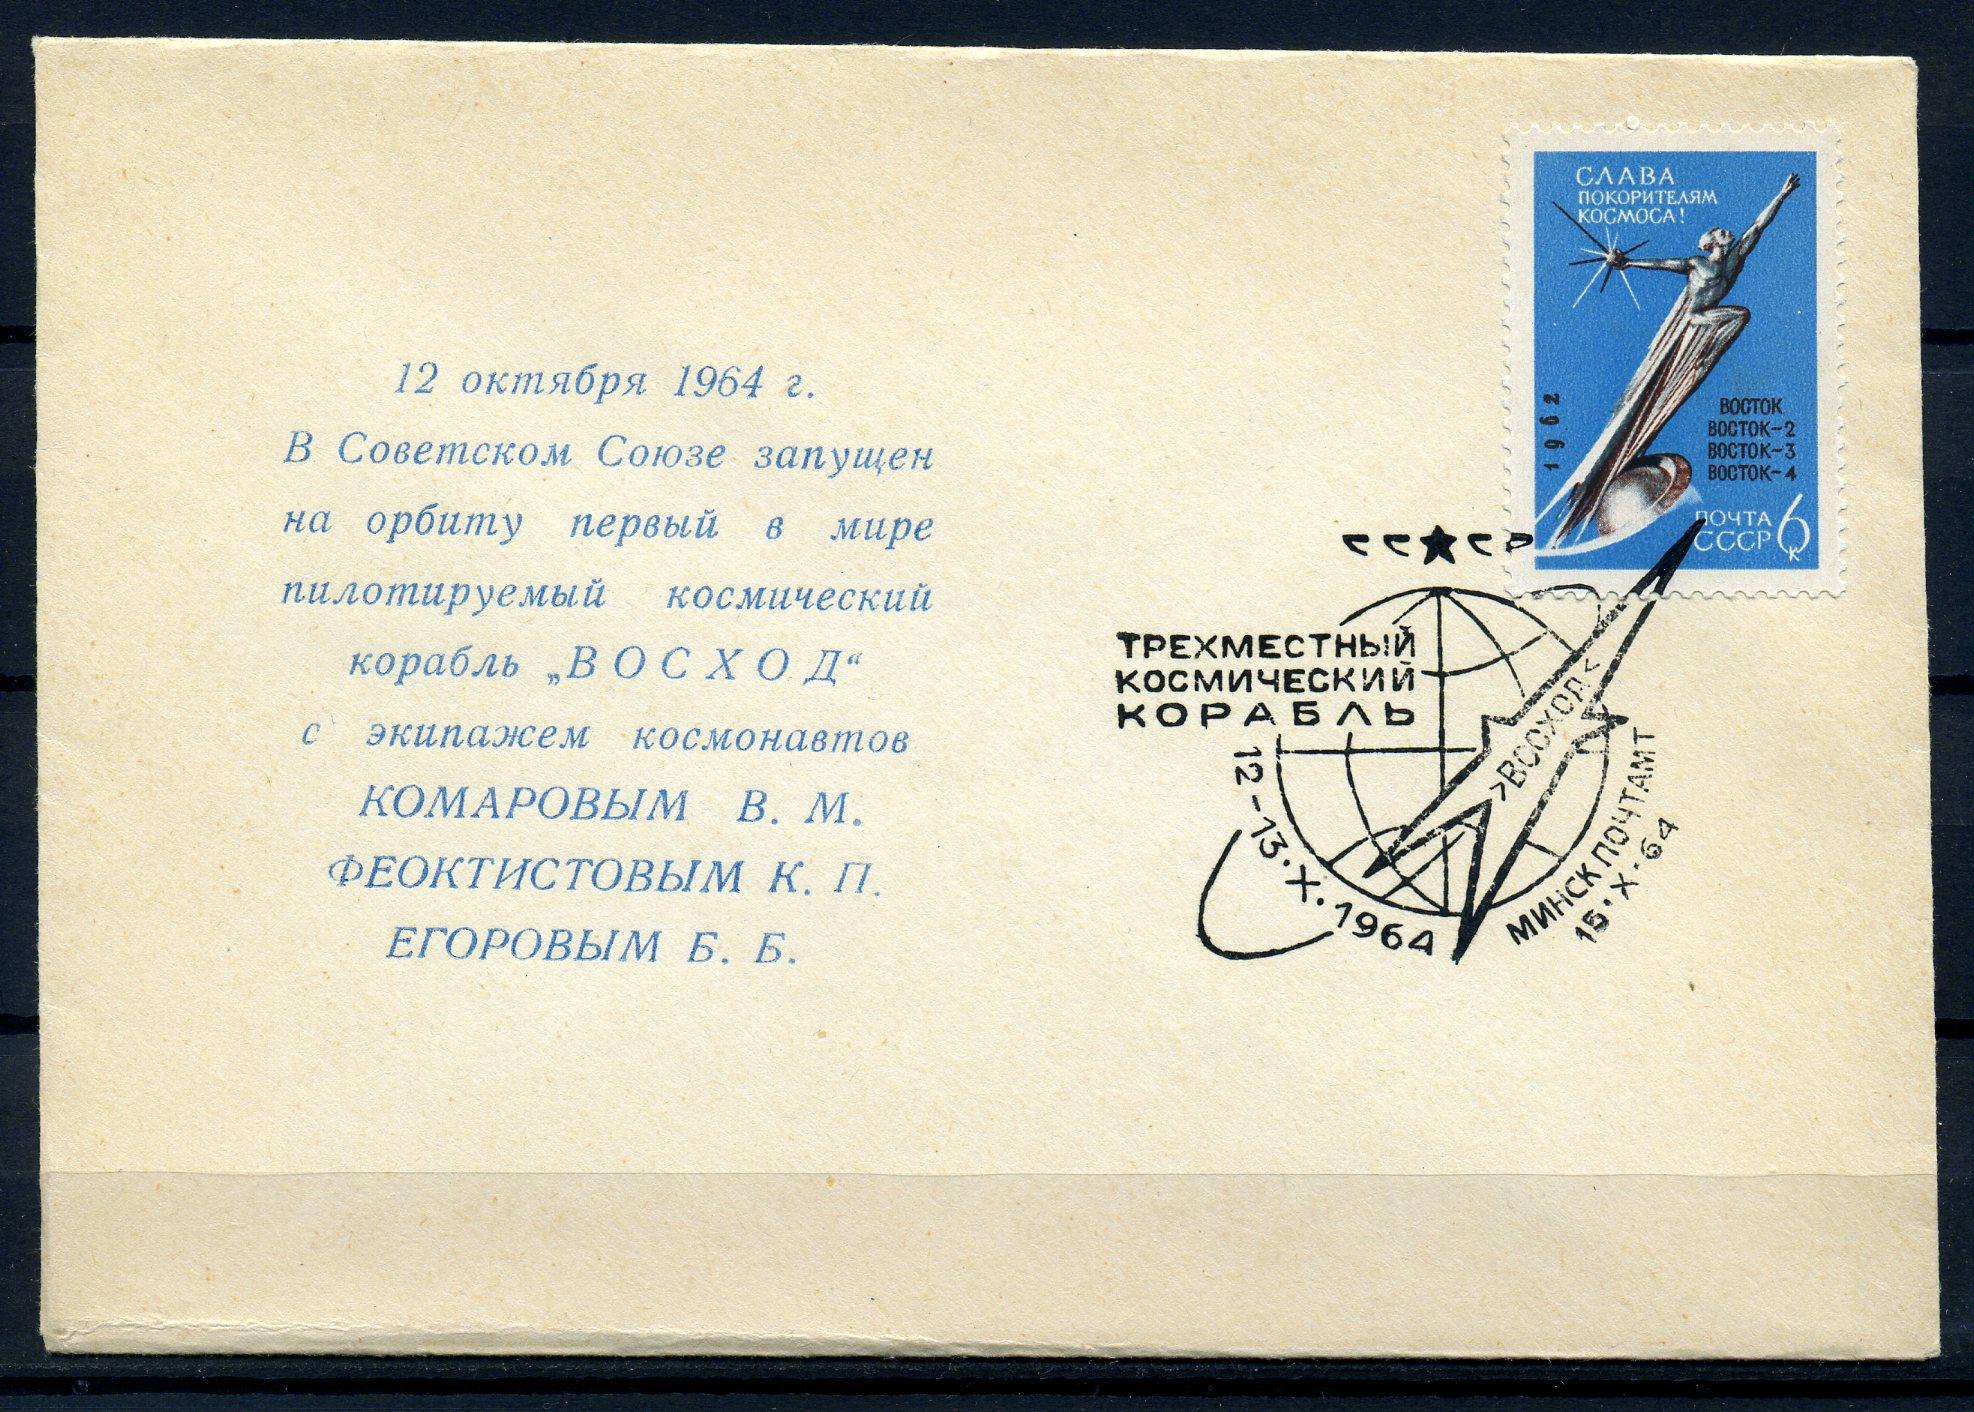 12 октября 1964 г.
В Советском Союзе запущен
на орбиту первый в мире
пилотируемый космический
корабль „ВОСХОД“
с экипажем космонавтов
КОМАРОВЫМ В. М.
ФЕОКТИСТОВЫМ К. П.
ЕГОРОВЫМ Б. Б.
СЛАВА
ПОКОРИТЕЛЯМ
КОСМОСА!
1962
ВОСТОК
ВОСТОК-2
ВОСТОК-3
ВОСТОК-4
ПОЧТА
СССР 6 к
СССР
ТРЕХМЕСТНЫЙ
КОСМИЧЕСКИЙ
КОРАБЛЬ
>ВОСХОД<
12-13.X.1964
МИНСК ПОЧТАМТ
15.X.64